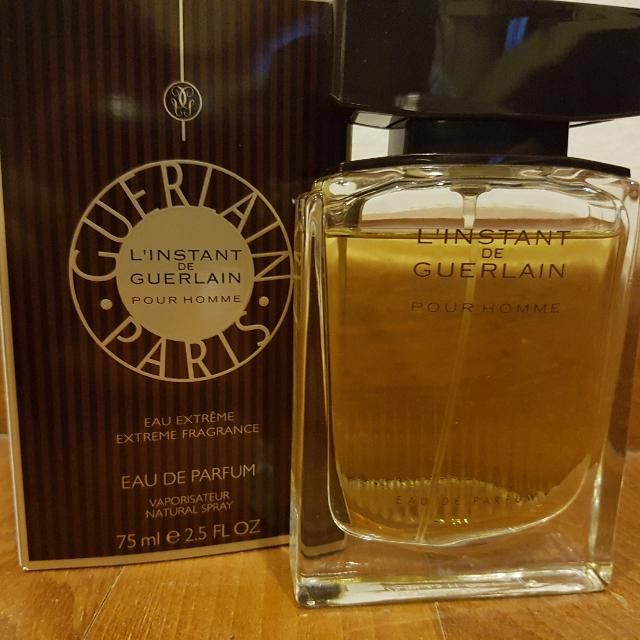 GUERLAIN
PARIS
L'INSTANT
DE
GUERLAIN
POUR HOMME
EAU EXTRÊME
EXTREME FRAGRANCE
EAU DE PARFUM
VAPORISATEUR
NATURAL SPRAY
75 ml e 2.5 FL OZ
L'INSTANT
DE
GUERLAIN
POUR HOMME
EAU DE PARFUM